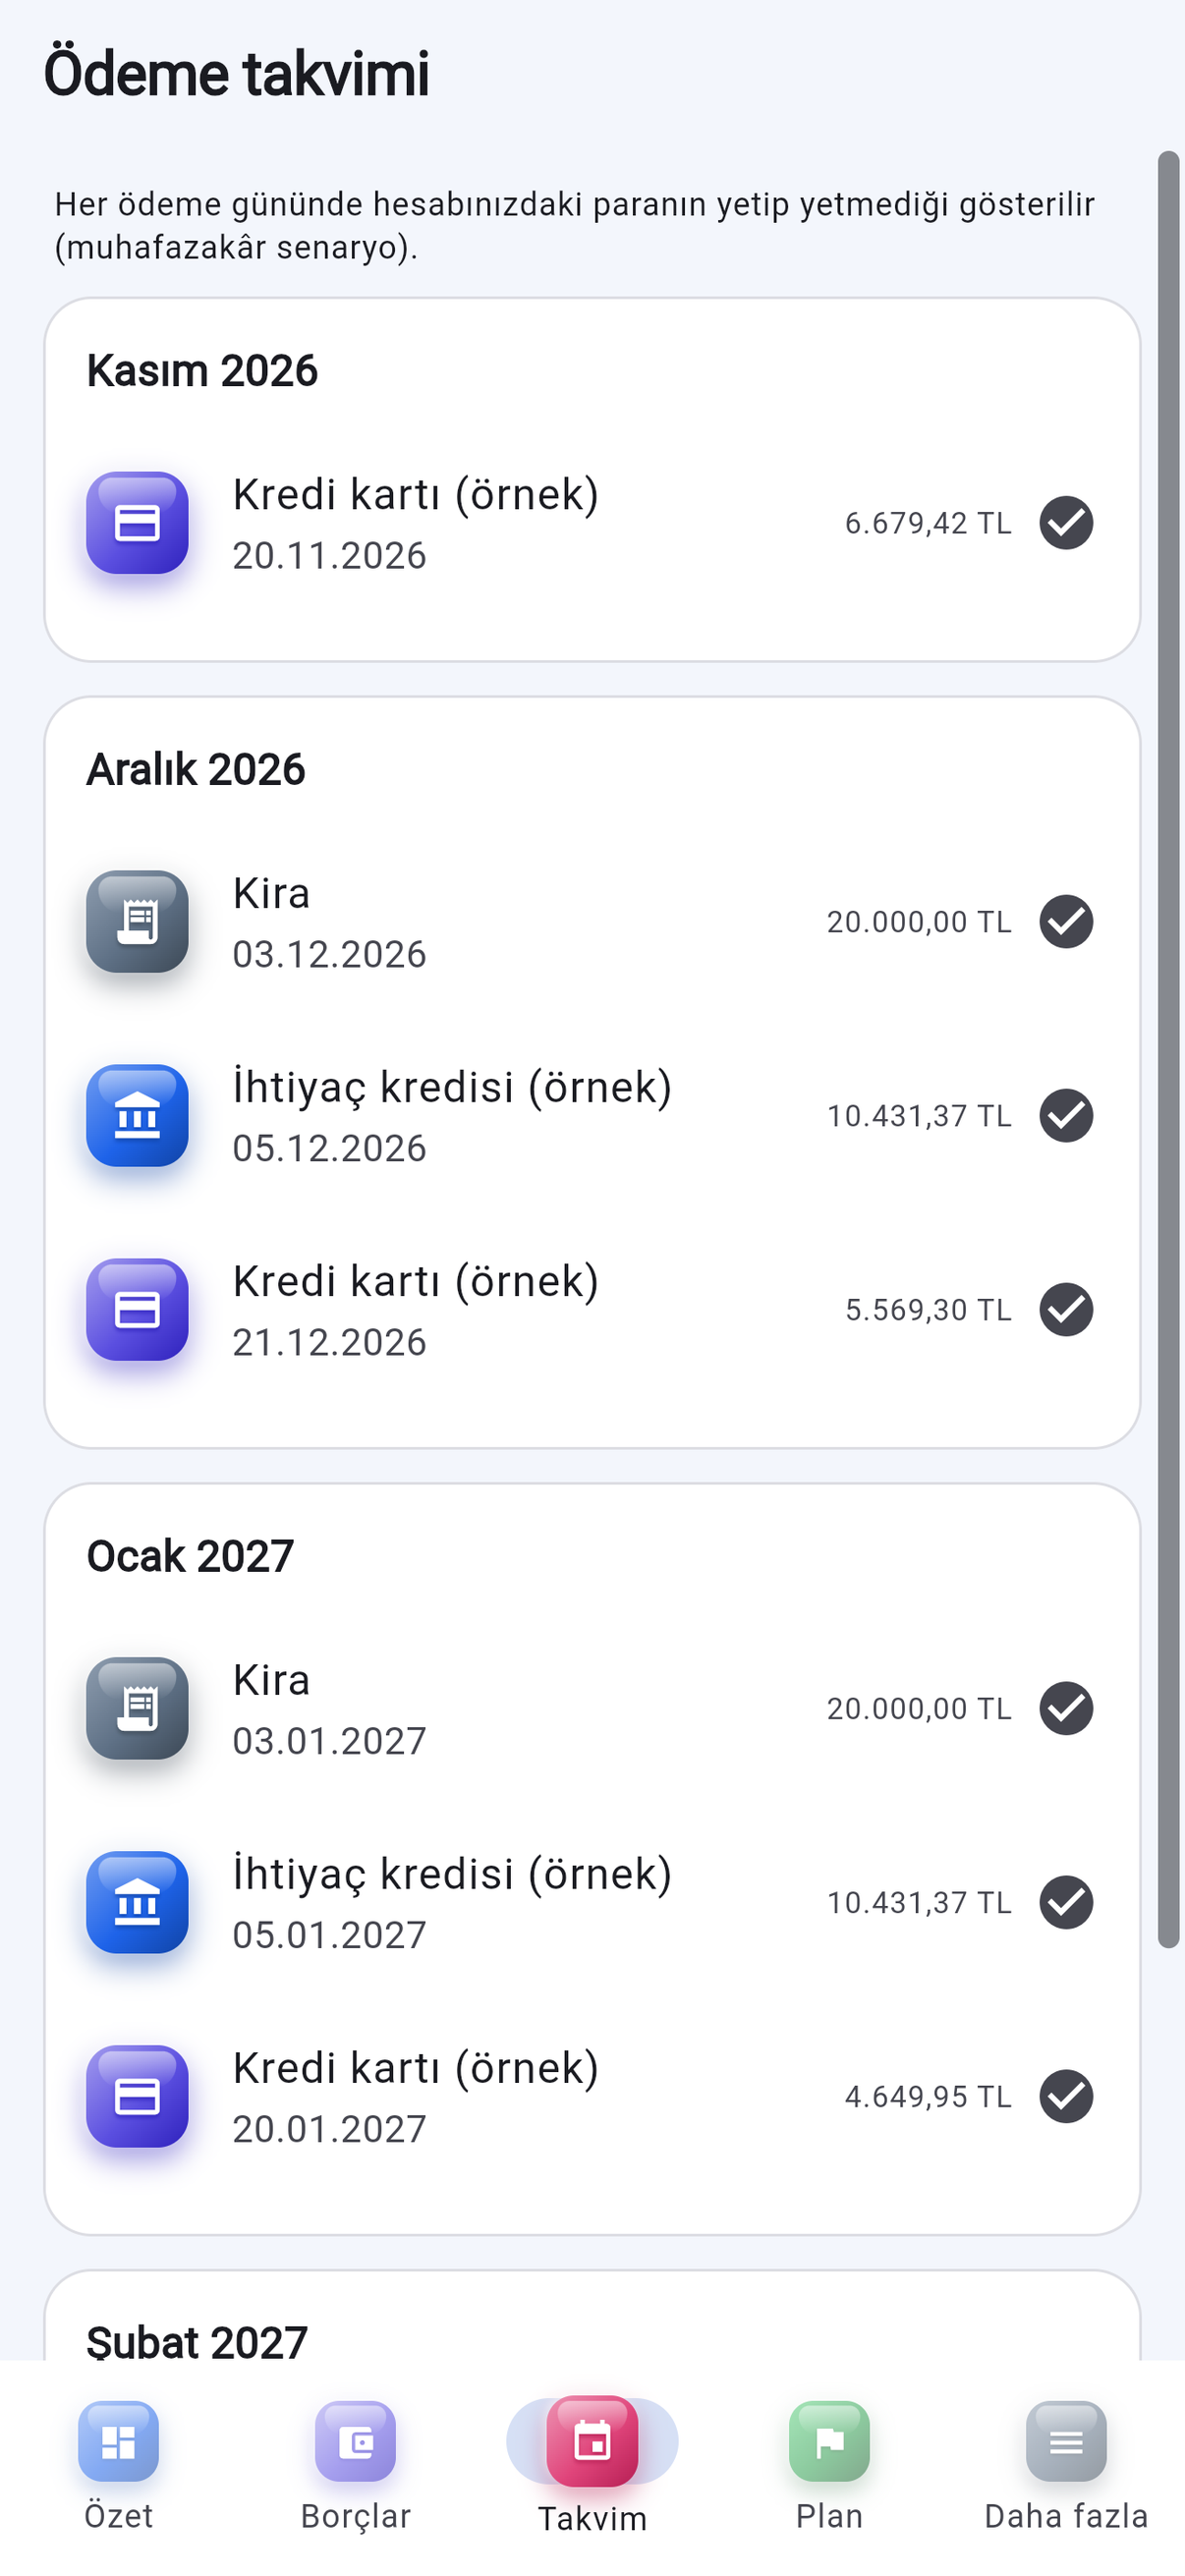 Ödeme takvimi
Her ödeme gününde hesabınızdaki paranın yetip yetmediği gösterilir
(muhafazakâr senaryo).
Kasım 2026
Kredi kartı (örnek)
20.11.2026
6.679,42 TL
Aralık 2026
Kira
03.12.2026
20.000,00 TL
İhtiyaç kredisi (örnek)
05.12.2026
10.431,37 TL
Kredi kartı (örnek)
21.12.2026
5.569,30 TL
Ocak 2027
Kira
03.01.2027
20.000,00 TL
İhtiyaç kredisi (örnek)
05.01.2027
10.431,37 TL
Kredi kartı (örnek)
20.01.2027
4.649,95 TL
Şubat 2027
Özet
Borçlar
Takvim
Plan
Daha fazla